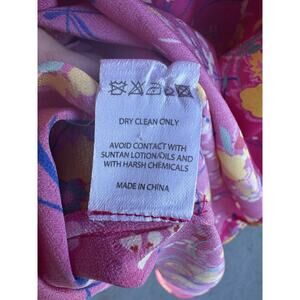 DRY CLEAN ONLY
AVOID CONTACT WITH
SUNTAN LOTION/OILS AND
WITH HARSH CHEMICALS
MADE IN CHINA